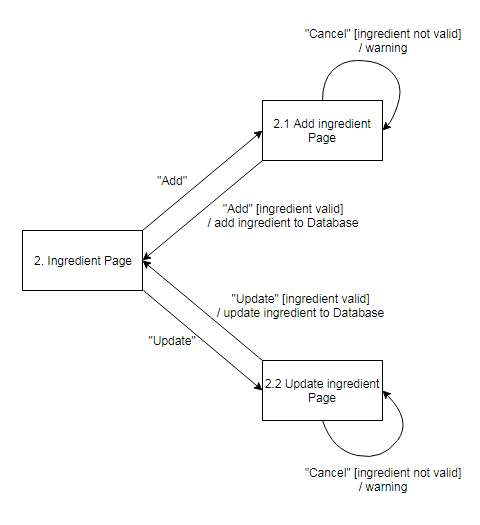 "Cancel" [ingredient not valid]
/ warning
2.1 Add ingredient
Page
"Add"
"Add" [ingredient valid]
/ add ingredient to Database
2. Ingredient Page
"Update" [ingredient valid]
/ update ingredient to Database
"Update"
2.2 Update ingredient
Page
"Cancel" [ingredient not valid]
/ warning